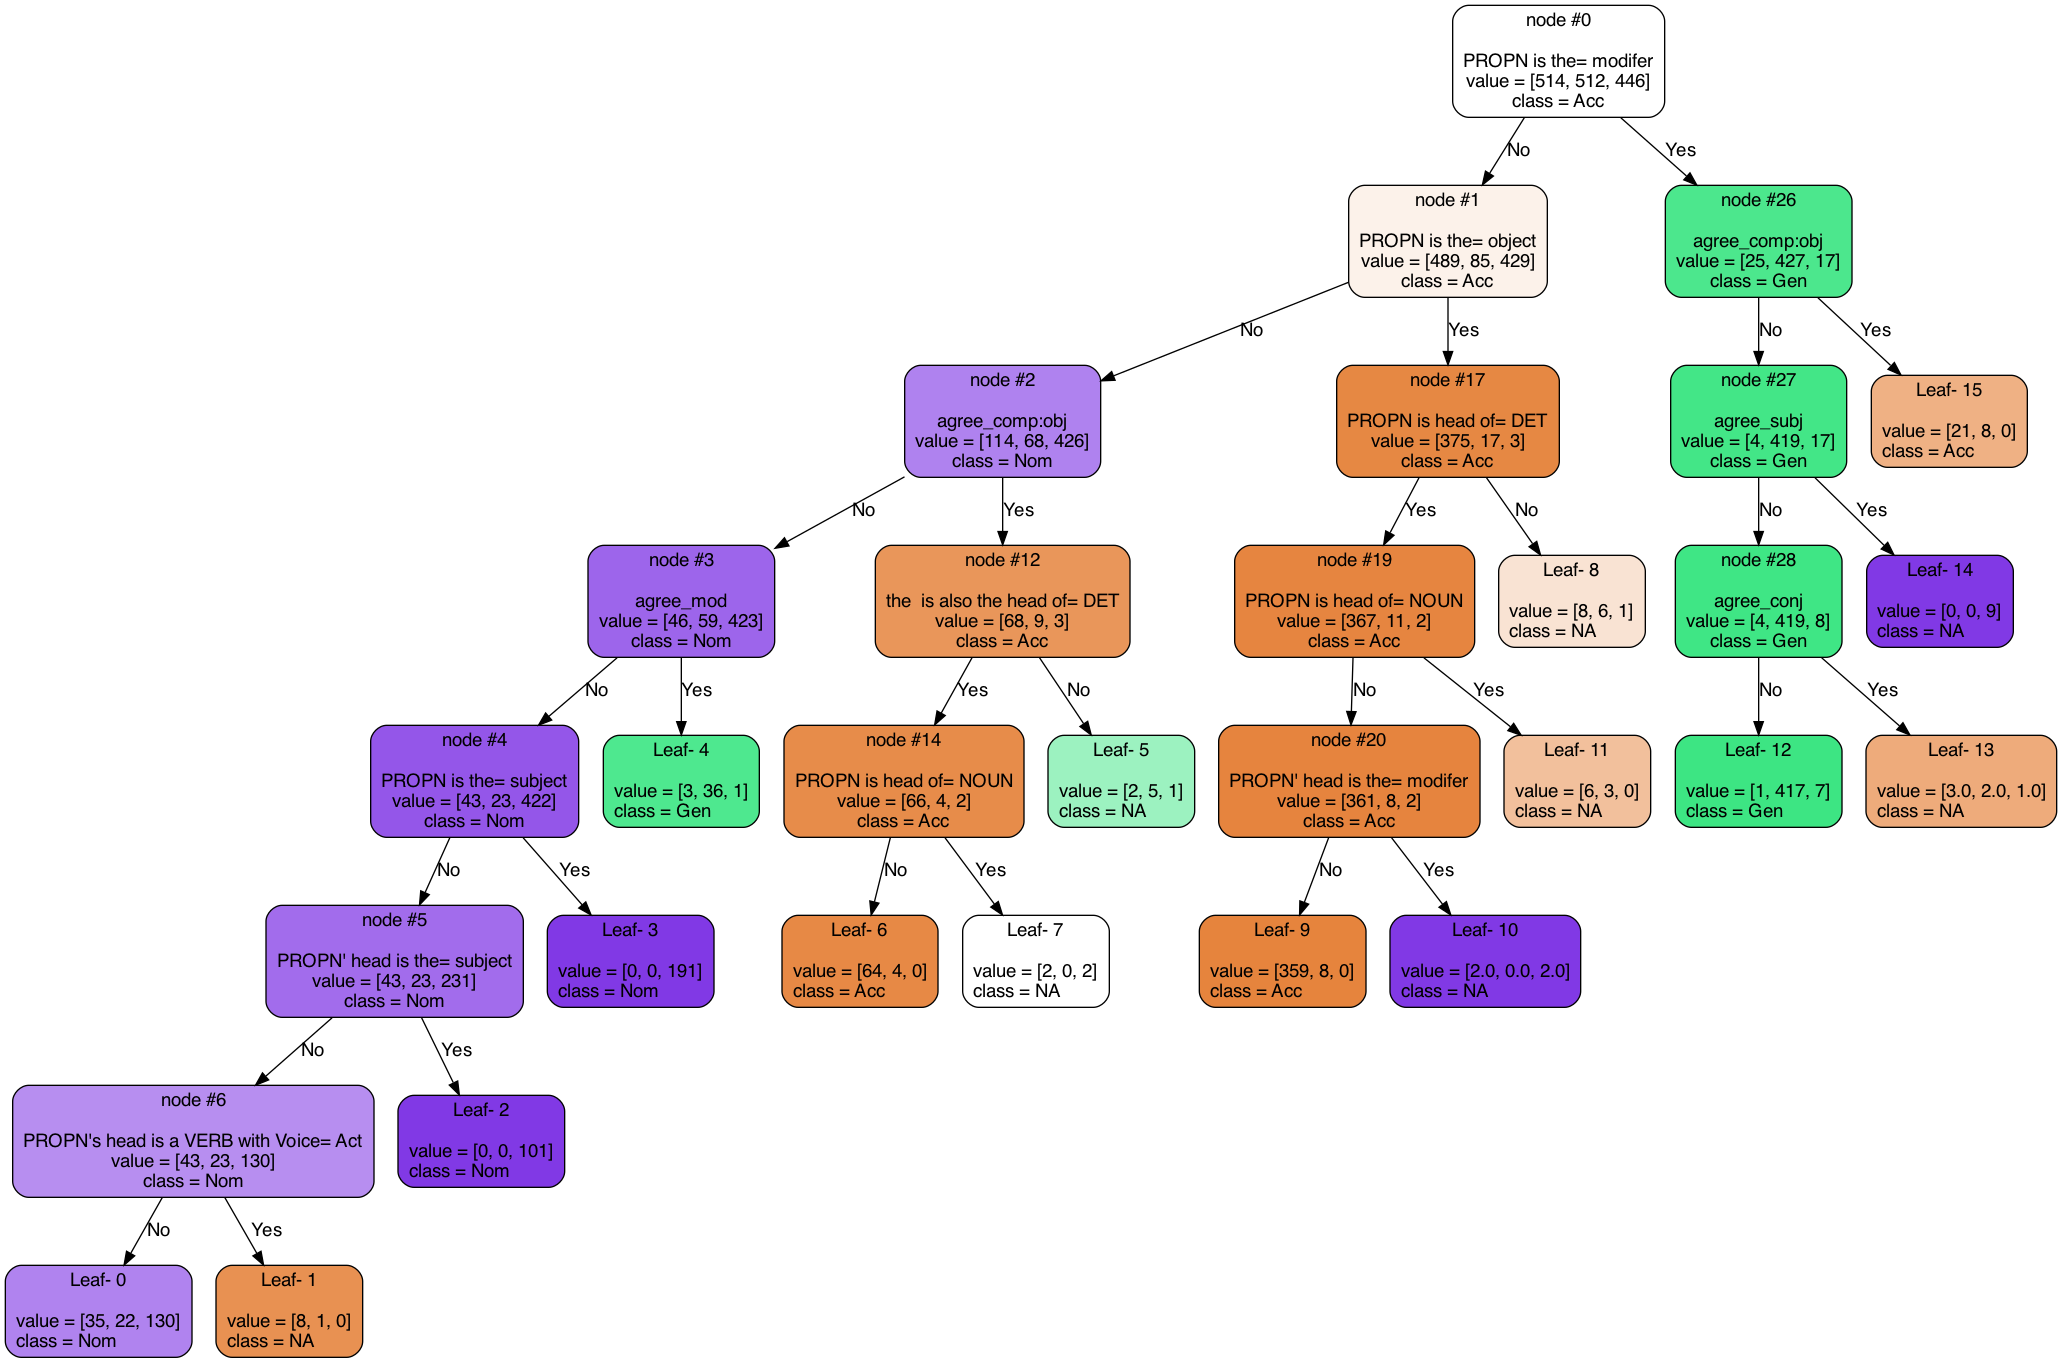 node #0
PROPN is the= modifer
value = [514, 512, 446]
class = Acc
No
Yes
node #1
PROPN is the= object
value = [489, 85, 429]
class = Acc
node #26
agree_comp:obj
value = [25, 427, 17]
class = Gen
No
Yes
No
Yes
node #2
agree_comp:obj
value = [114, 68, 426]
class = Nom
node #17
PROPN is head of= DET
value = [375, 17, 3]
class = Acc
node #27
agree_subj
value = [4, 419, 17]
class = Gen
Leaf- 15
value = [21, 8, 0]
class = Acc
No
Yes
Yes
No
No
Yes
node #3
agree_mod
value = [46, 59, 423]
class = Nom
node #12
the  is also the head of= DET
value = [68, 9, 3]
class = Acc
node #19
PROPN is head of= NOUN
value = [367, 11, 2]
class = Acc
Leaf- 8
value = [8, 6, 1]
class = NA
node #28
agree_conj
value = [4, 419, 8]
class = Gen
Leaf- 14
value = [0, 0, 9]
class = NA
No
Yes
Yes
No
No
Yes
No
Yes
node #4
PROPN is the= subject
value = [43, 23, 422]
class = Nom
Leaf- 4
value = [3, 36, 1]
class = Gen
node #14
PROPN is head of= NOUN
value = [66, 4, 2]
class = Acc
Leaf- 5
value = [2, 5, 1]
class = NA
node #20
PROPN' head is the= modifer
value = [361, 8, 2]
class = Acc
Leaf- 11
value = [6, 3, 0]
class = NA
Leaf- 12
value = [1, 417, 7]
class = Gen
Leaf- 13
value = [3.0, 2.0, 1.0]
class = NA
No
Yes
No
Yes
No
Yes
node #5
PROPN' head is the= subject
value = [43, 23, 231]
class = Nom
Leaf- 3
value = [0, 0, 191]
class = Nom
Leaf- 6
value = [64, 4, 0]
class = Acc
Leaf- 7
value = [2, 0, 2]
class = NA
Leaf- 9
value = [359, 8, 0]
class = Acc
Leaf- 10
value = [2.0, 0.0, 2.0]
class = NA
No
Yes
node #6
PROPN's head is a VERB with Voice= Act
value = [43, 23, 130]
class = Nom
Leaf- 2
value = [0, 0, 101]
class = Nom
No
Yes
Leaf- 0
value = [35, 22, 130]
class = Nom
Leaf- 1
value = [8, 1, 0]
class = NA